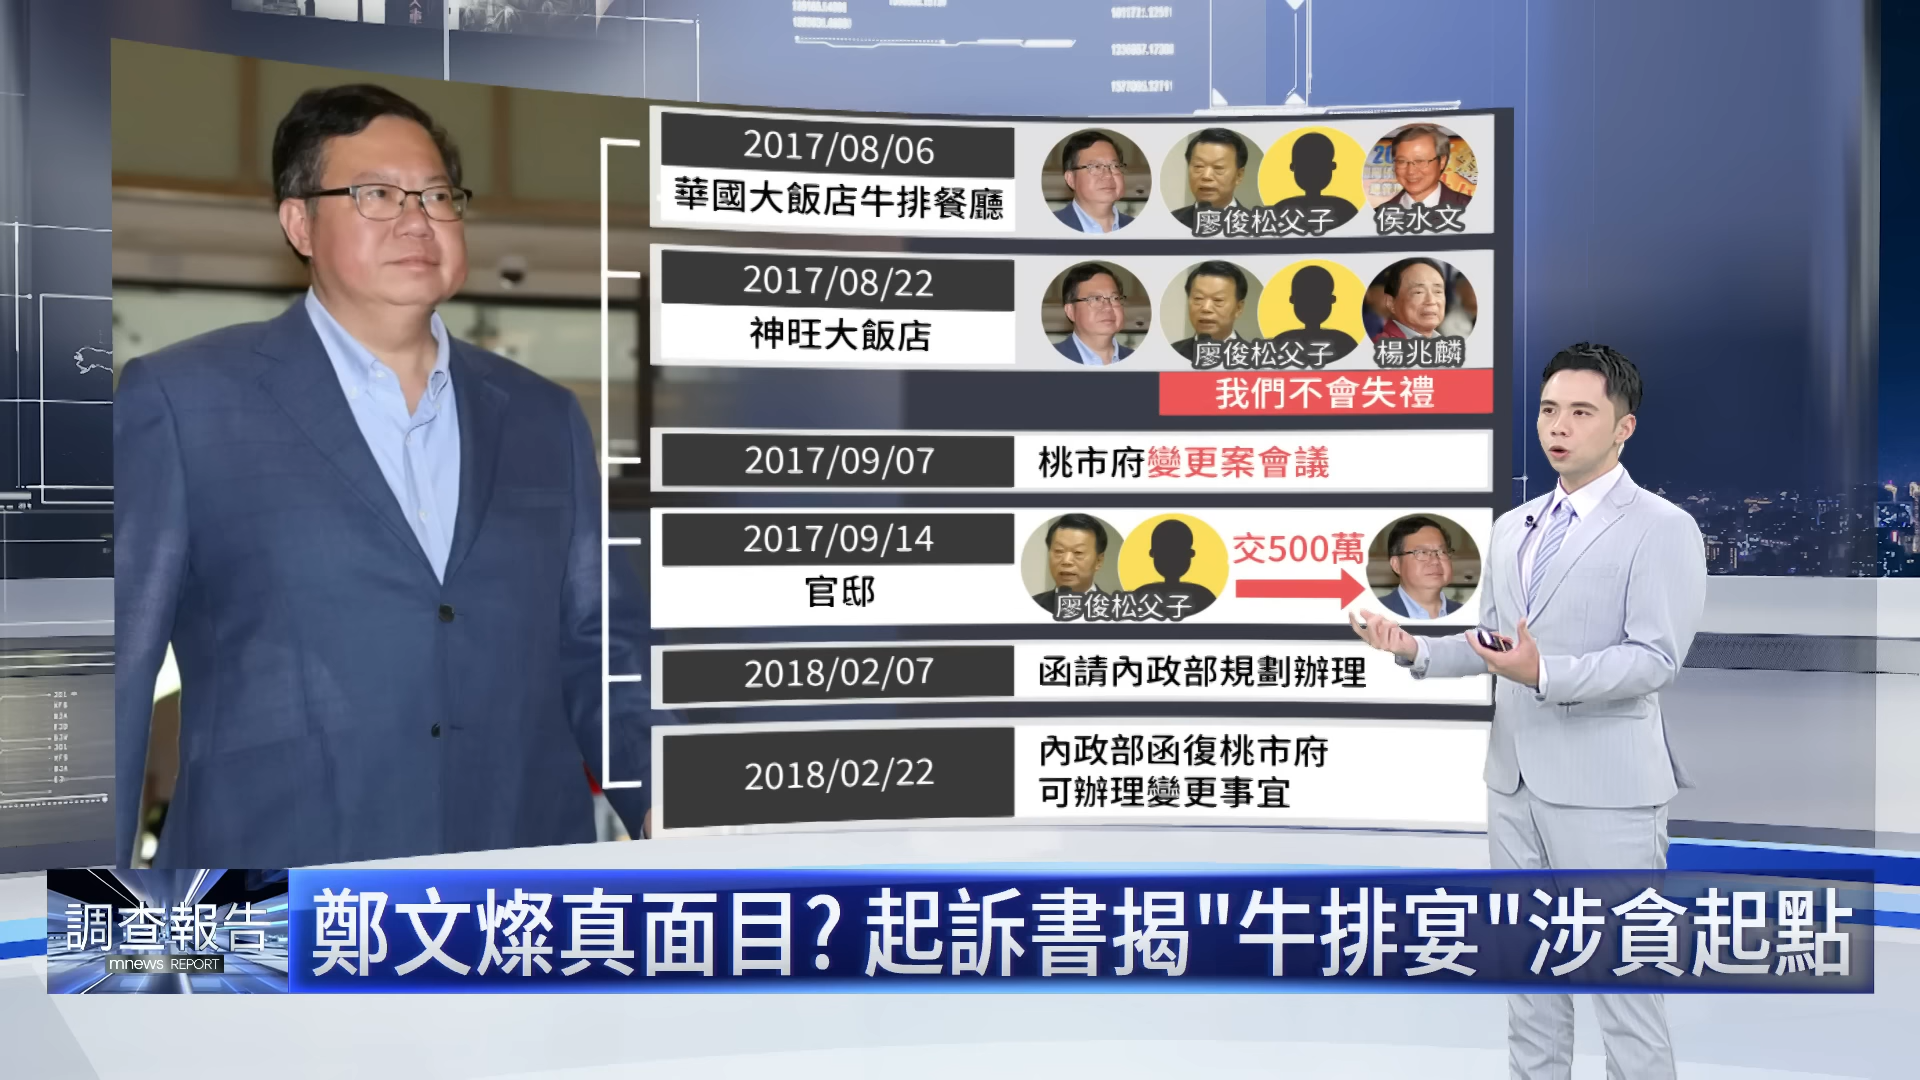 2017/08/06
華國大飯店牛排餐廳
廖俊松父子
侯水文
2017/08/22
神旺大飯店
廖俊松父子
楊兆麟
我們不會失禮
2017/09/07
桃市府變更案會議
2017/09/14
官邸
廖俊松父子
交500萬
2018/02/07
函請內政部規劃辦理
2018/02/22
內政部函復桃市府
可辦理變更事宜
調查報告
mnews REPORT
鄭文燦真面目? 起訴書揭"牛排宴"涉貪起點